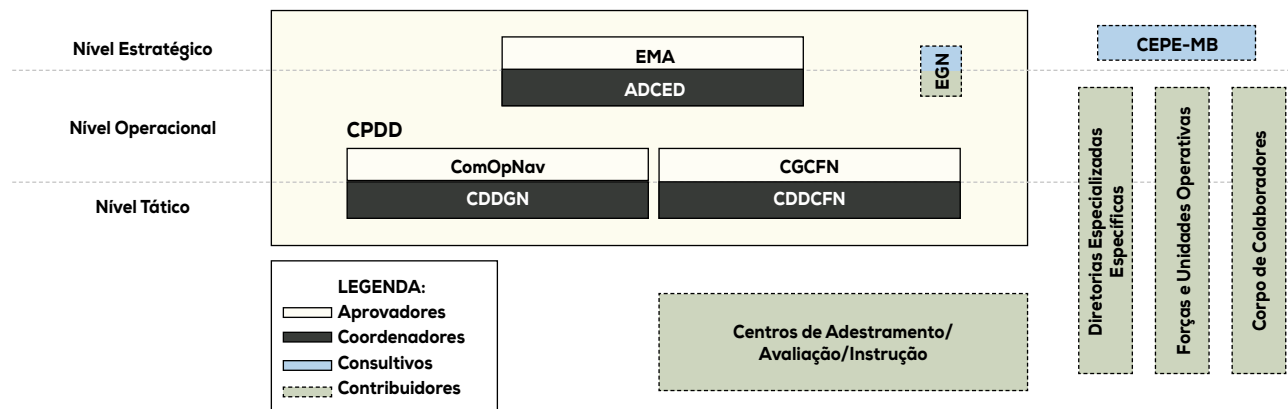 Nível Estratégico
EMA
ADCED
EGN
CEPE-MB
Nível Operacional
CPDD
ComOpNav
CGCFN
Nível Tático
CDDGN
CDDCFN
Diretorias Especializadas
Específicas
Forças e Unidades Operativas
Corpo de Colaboradores
LEGENDA:
Aprovadores
Coordenadores
Consultivos
Contribuidores
Centros de Adestramento/
Avaliação/Instrução